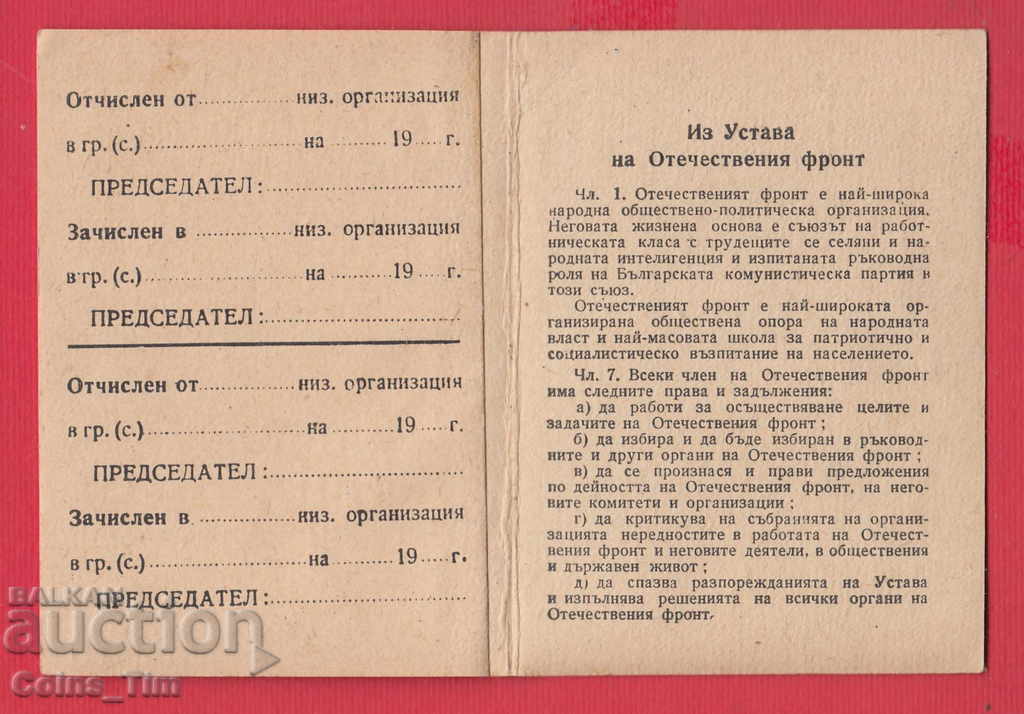 Отчислен от.............. низ. организация
в гр. (с.)........................ на ......... 19 ..... г.
ПРЕДСЕДАТЕЛ:..............................
Зачислен в .............. низ. организация
в гр. (с.)........................ на ......... 19 .... г.
ПРЕДСЕДАТЕЛ:..............................
Отчислен от.............. низ. организация
в гр. (с.)........................ на ......... 19 ..... г.
ПРЕДСЕДАТЕЛ:..............................
Зачислен в .............. низ. организация
в гр. (с.)........................ на ......... 19 .... г.
ПРЕДСЕДАТЕЛ:..............................
BALKAN
auction
Coins_Tim
Из Устава
на Отечествения фронт
Чл. 1. Отечественият фронт е най-широка
народна обществено-политическа организация.
Неговата жизнена основа е съюзът на работ-
ническата класа с трудещите се селяни и на-
родната интелигенция и изпитаната ръководна
роля на Българската комунистическа партия в
този съюз.
Отечественият фронт е най-широката ор-
ганизирана обществена опора на народната
власт и най-масовата школа за патриотично и
социалистическо възпитание на населението.
Чл. 7. Всеки член на Отечествения фронт
има следните права и задължения:
а) да работи за осъществяване целите и
задачите на Отечествения фронт ;
б) да избира и да бъде избиран в ръковод-
ните и други органи на Отечествения фронт ;
в) да се произнася и прави предложения
по дейността на Отечествения фронт, на него-
вите комитети и организации ;
г) да критикува на събранията на органи-
зацията нередностите в работата на Отечест-
вения фронт и неговите деятели, в обществения
и държавен живот ;
д) да спазва разпорежданията на Устава
и изпълнява решенията на всички органи на
Отечествения фронт.